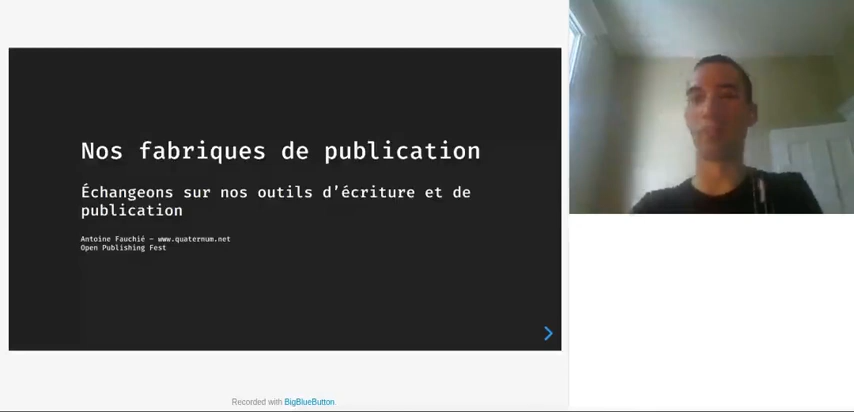 Nos fabriques de publication
Échangeons sur nos outils d’écriture et de
publication
Antoine Fauchié – www.quaternum.net
Open Publishing Fest
Recorded with BigBlueButton.